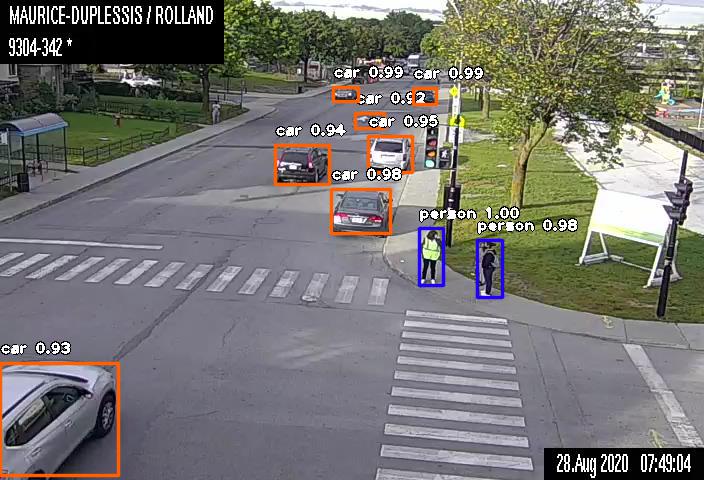 MAURICE-DUPLESSIS / ROLLAND
9304-342 *
car 0.99
car 0.99
car 0.92
car 0.95
car 0.94
car 0.98
person 1.00
person 0.98
car 0.93
28.Aug 2020 07:49:04